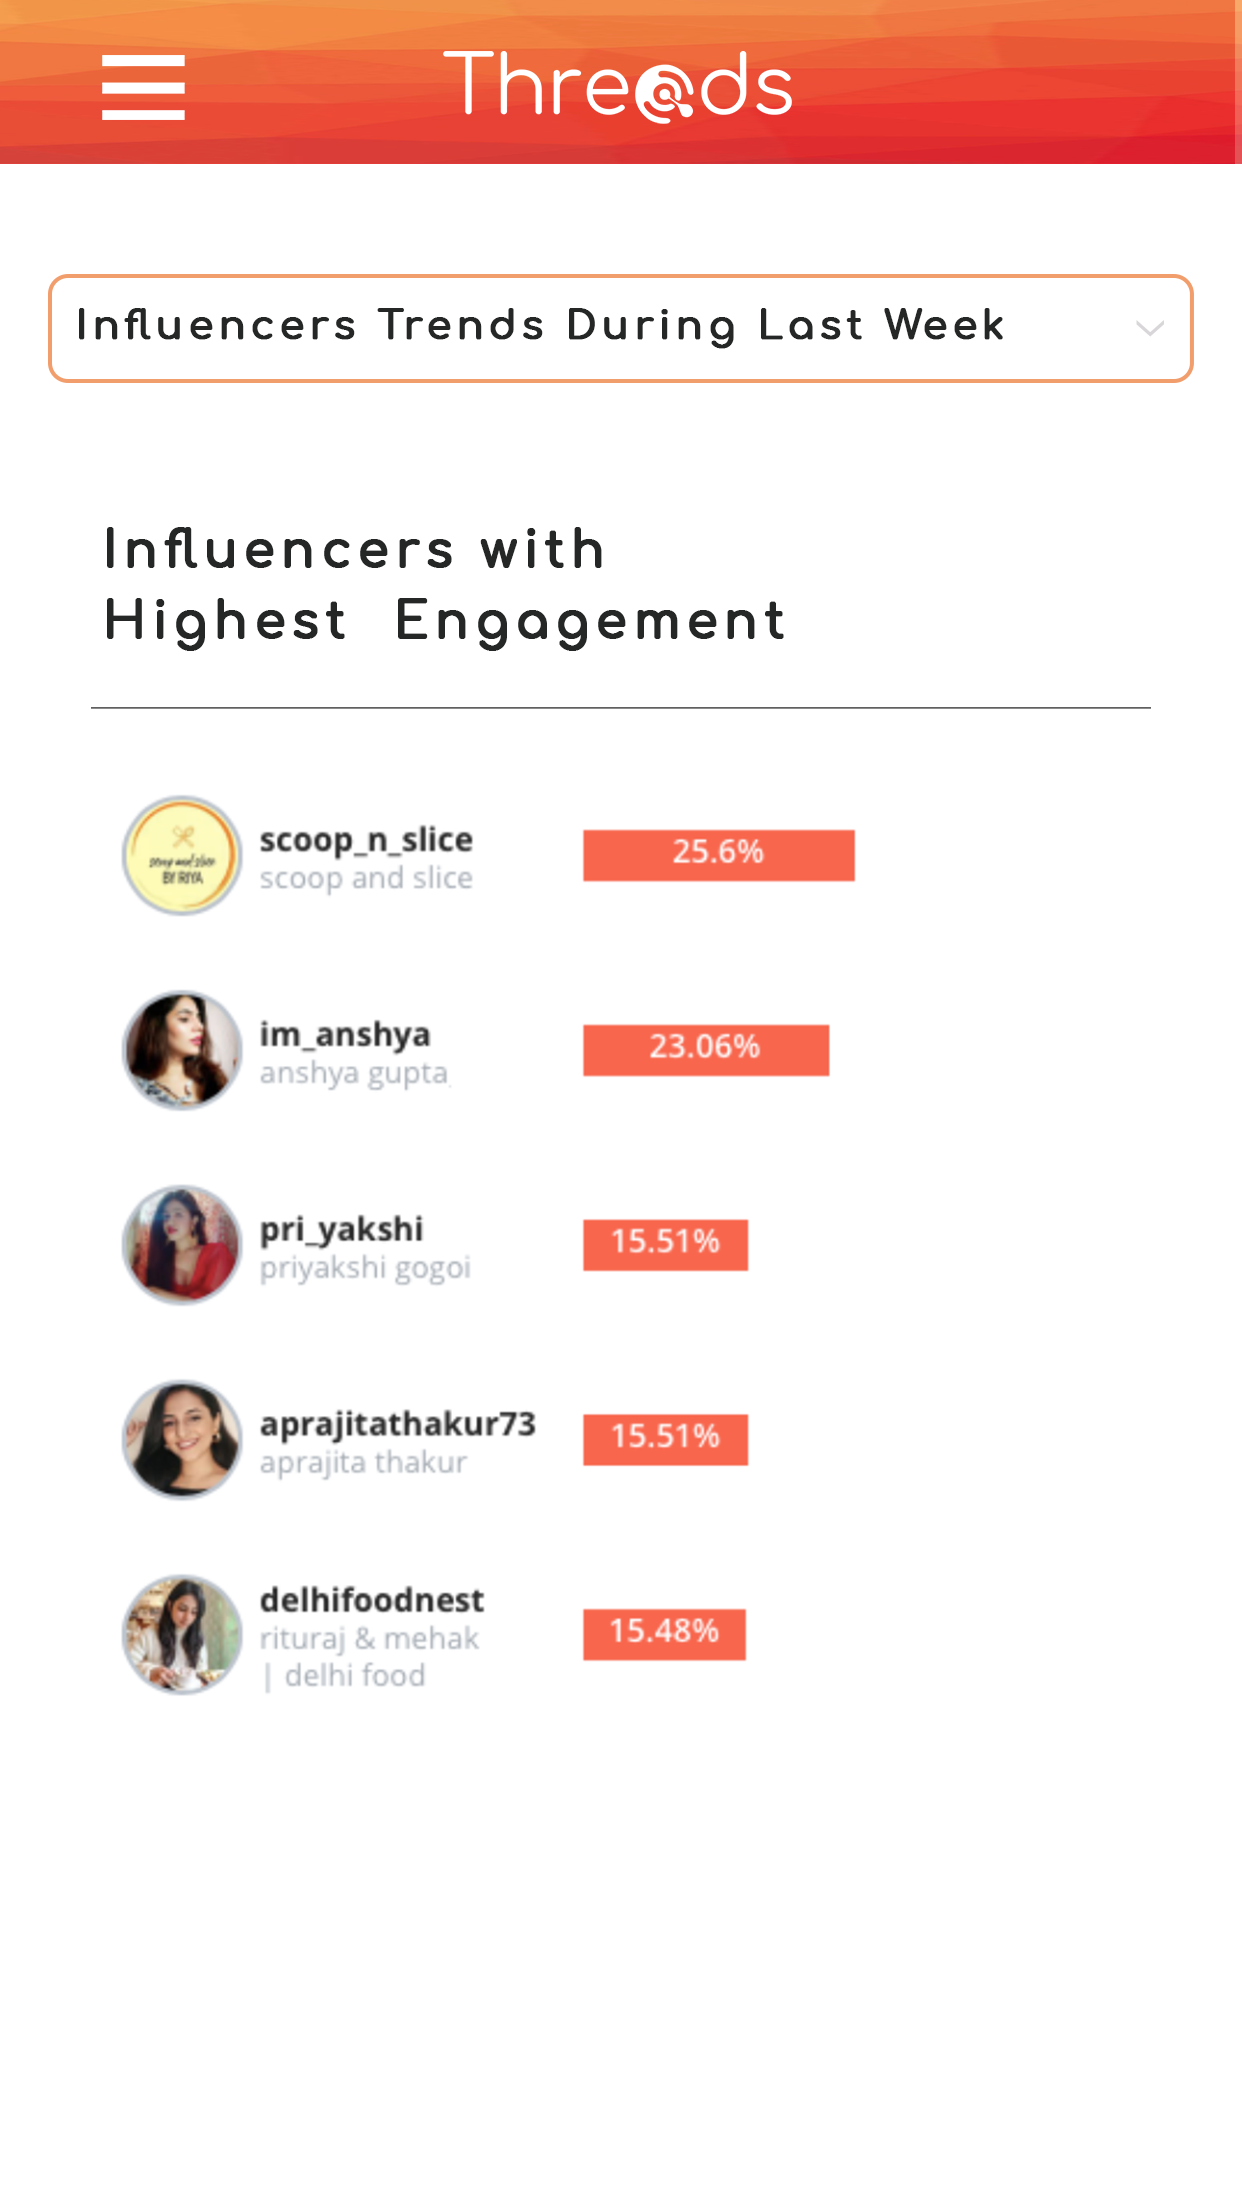 Threads
Influencers Trends During Last Week
Influencers with
Highest Engagement
scoop and slice
BY RIYA
scoop_n_slice
scoop and slice
25.6%
im_anshya
anshya gupta
23.06%
pri_yakshi
priyakshi gogoi
15.51%
aprajitathakur73
aprajita thakur
15.51%
delhifoodnest
rituraj & mehak
| delhi food
15.48%